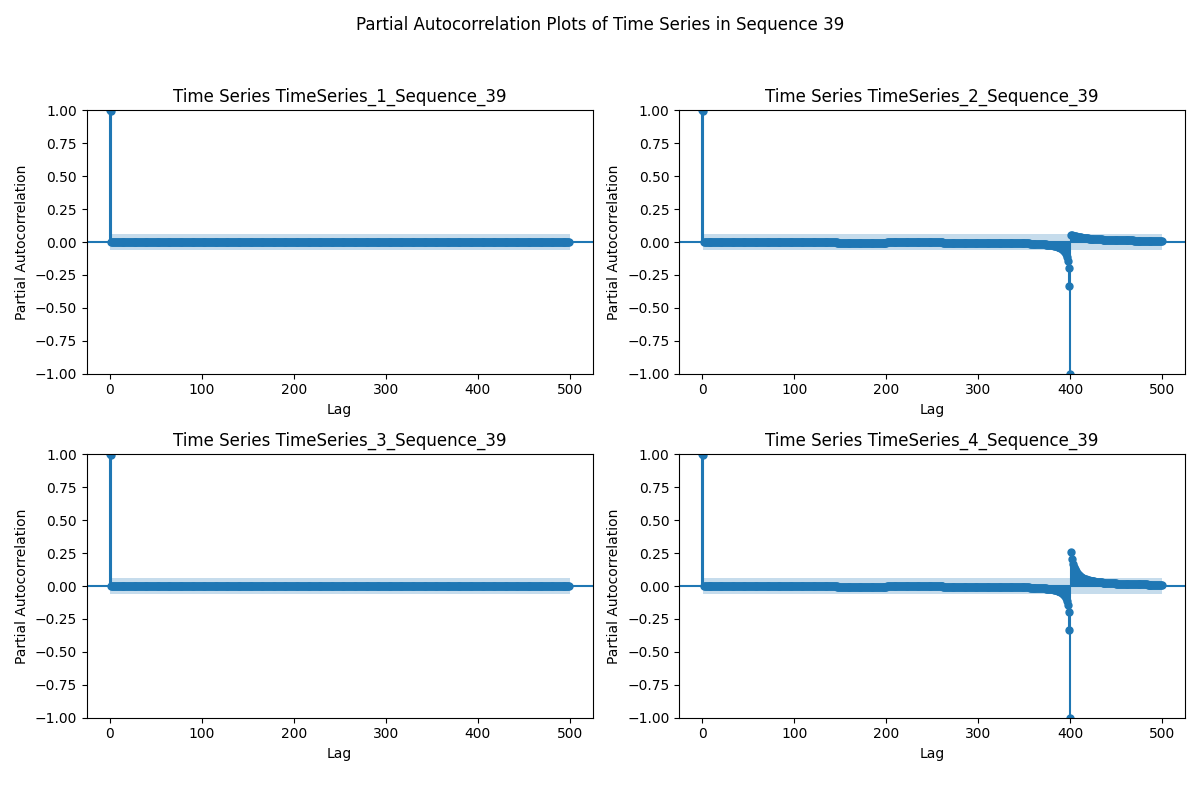 Partial Autocorrelation Plots of Time Series in Sequence 39
Time Series TimeSeries_1_Sequence_39
1.00
0.75
0.50
0.25
0.00
−0.25
−0.50
−0.75
−1.00
Partial Autocorrelation
0 100 200 300 400 500
Lag
Time Series TimeSeries_2_Sequence_39
1.00
0.75
0.50
0.25
0.00
−0.25
−0.50
−0.75
−1.00
Partial Autocorrelation
0 100 200 300 400 500
Lag
Time Series TimeSeries_3_Sequence_39
1.00
0.75
0.50
0.25
0.00
−0.25
−0.50
−0.75
−1.00
Partial Autocorrelation
0 100 200 300 400 500
Lag
Time Series TimeSeries_4_Sequence_39
1.00
0.75
0.50
0.25
0.00
−0.25
−0.50
−0.75
−1.00
Partial Autocorrelation
0 100 200 300 400 500
Lag